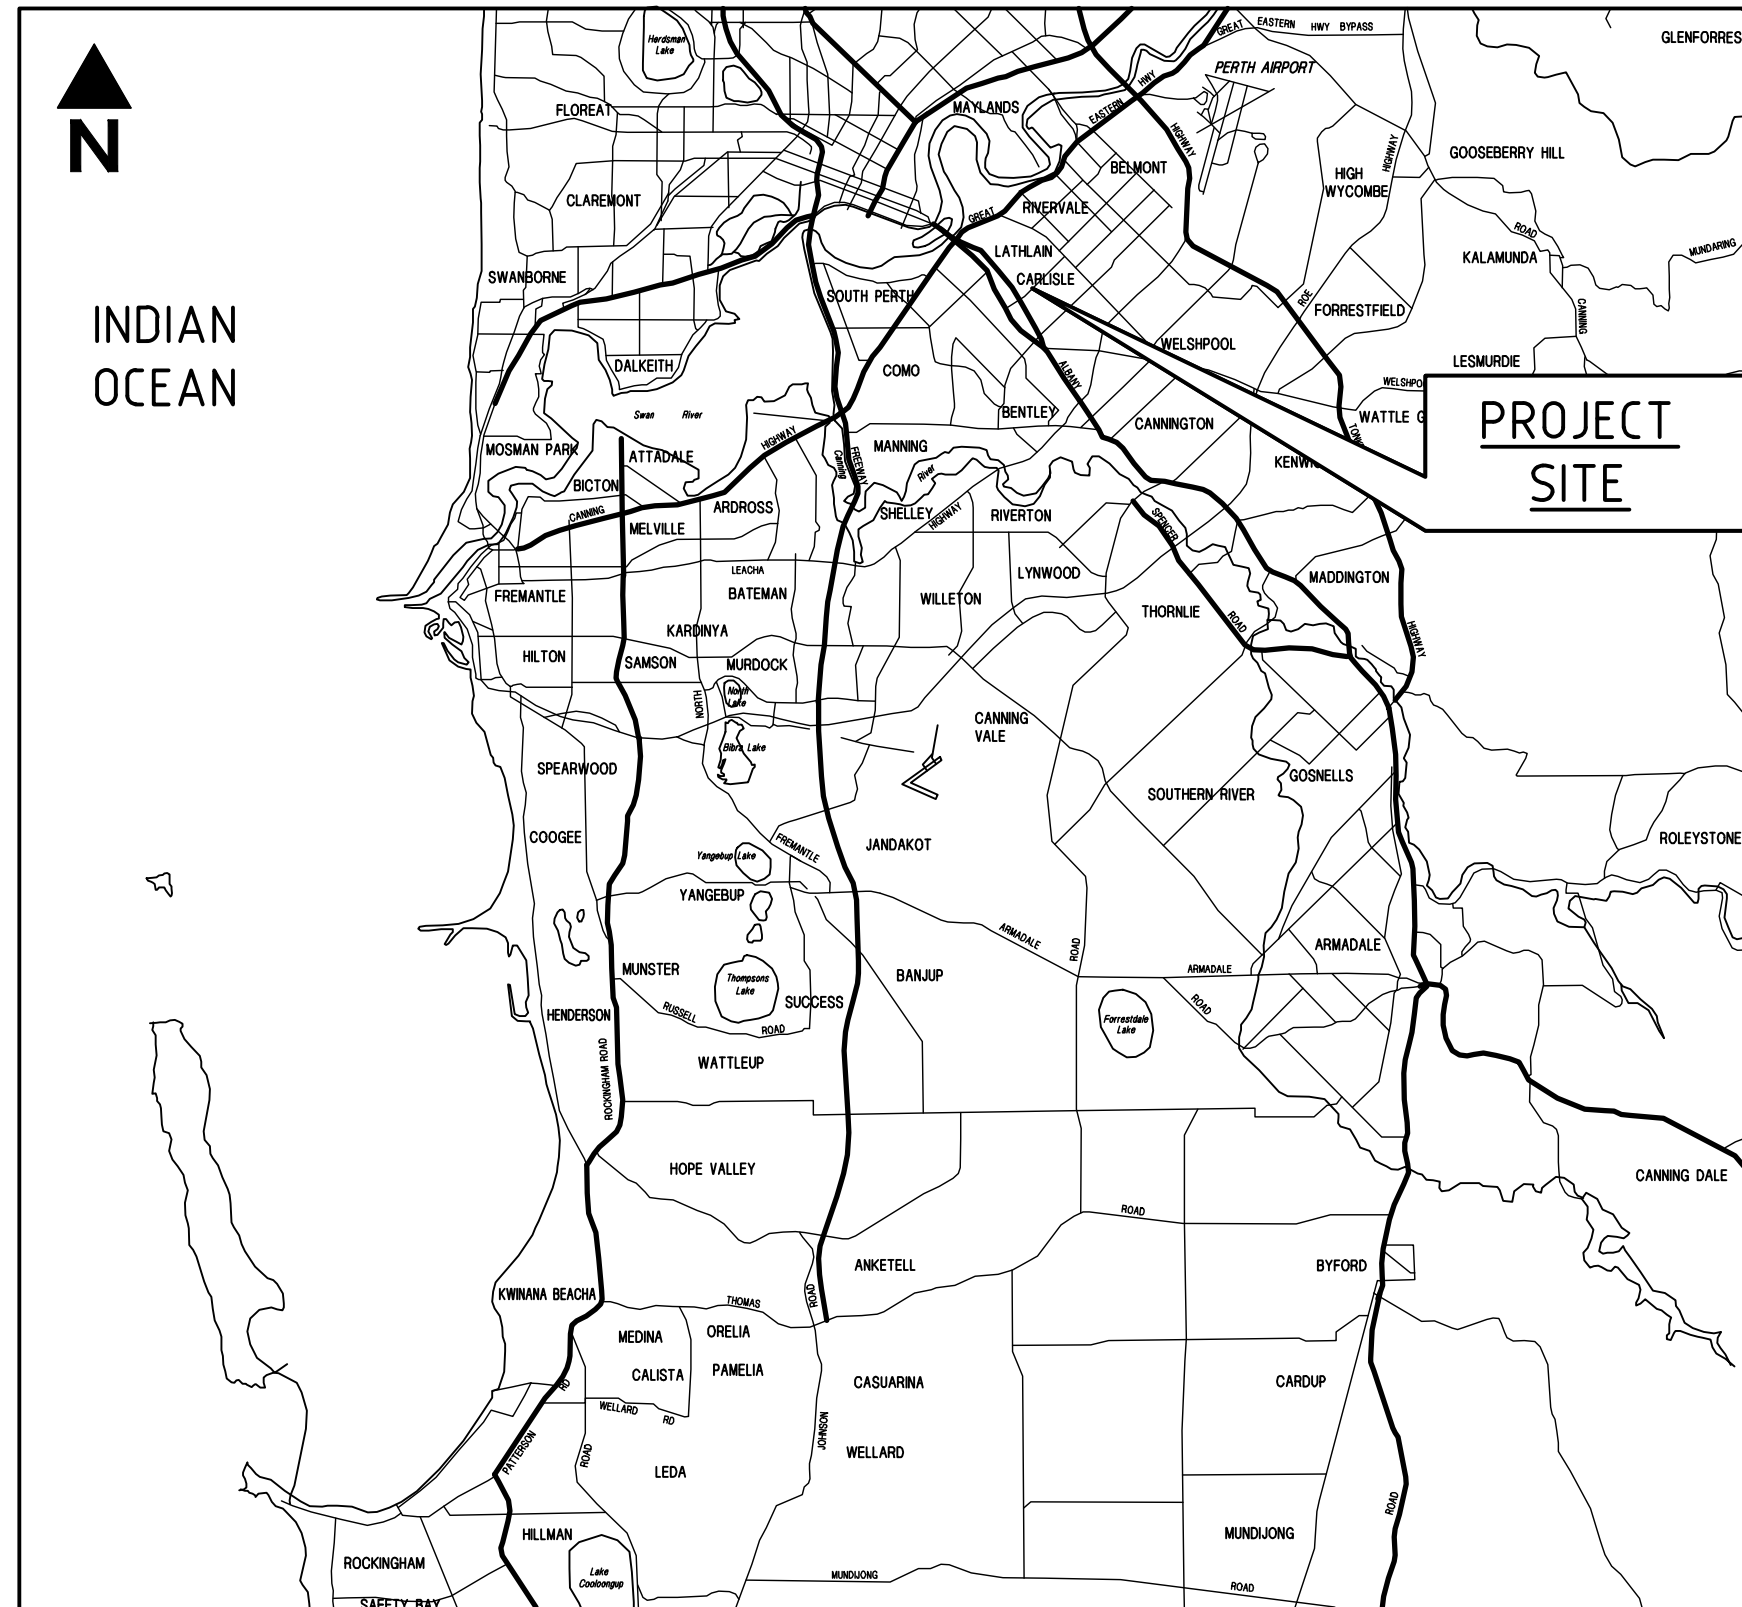 N
INDIAN
OCEAN
Herdsman
Lake
GREAT
EASTERN
HWY
BYPASS
GLENFORRES
PERTH AIRPORT
FLOREAT
MAYLANDS
EASTERN
HWY
HIGHWAY
BELMONT
HIGHWAY
GOOSEBERRY HILL
HIGH
WYCOMBE
CLAREMONT
RIVERVALE
GREAT
ROAD
LATHLAIN
KALAMUNDA
MUNDARING
SWANBORNE
CARLISLE
SOUTH PERTH
ROE
FORRESTFIELD
CANNING
WELSHPOOL
DALKEITH
COMO
ALBANY
LESMURDIE
WELSHPO
PROJECT
SITE
Swan River
BENTLEY
WATTLE G
CANNINGTON
HIGHWAY
MANNING
MOSMAN PARK
ATTADALE
FREEWAY
Canning
River
TONK
KENWIC
BICTON
CANNING
ARDROSS
SHELLEY
HIGHWAY
RIVERTON
SPENCER
MELVILLE
LEACHA
LYNWOOD
MADDINGTON
FREMANTLE
BATEMAN
WILLETON
THORNLIE
ROAD
HIGHWAY
KARDINYA
HILTON
SAMSON
MURDOCK
North
Lake
NORTH
CANNING
VALE
Bibra Lake
SPEARWOOD
GOSNELLS
SOUTHERN RIVER
COOGEE
FREMANTLE
JANDAKOT
ROLEYSTONE
Yangebup Lake
YANGEBUP
ARMADALE
ROAD
ARMADALE
MUNSTER
ARMADALE
BANJUP
Thompsons
Lake
SUCCESS
ROAD
HENDERSON
RUSSELL
ROAD
Forrestdale
Lake
WATTLEUP
ROCKINGHAM ROAD
HOPE VALLEY
CANNING DALE
ROAD
ANKETELL
BYFORD
KWINANA BEACHA
THOMAS
ROAD
MEDINA
ORELIA
CALISTA
PAMELIA
CASUARINA
CARDUP
RD
WELLARD
RD
JOHNSON
PATTERSON
ROAD
WELLARD
LEDA
ROAD
HILLMAN
MUNDIJONG
ROCKINGHAM
Lake
Cooloongup
MUNDIJONG
ROAD
SAFETY BAY